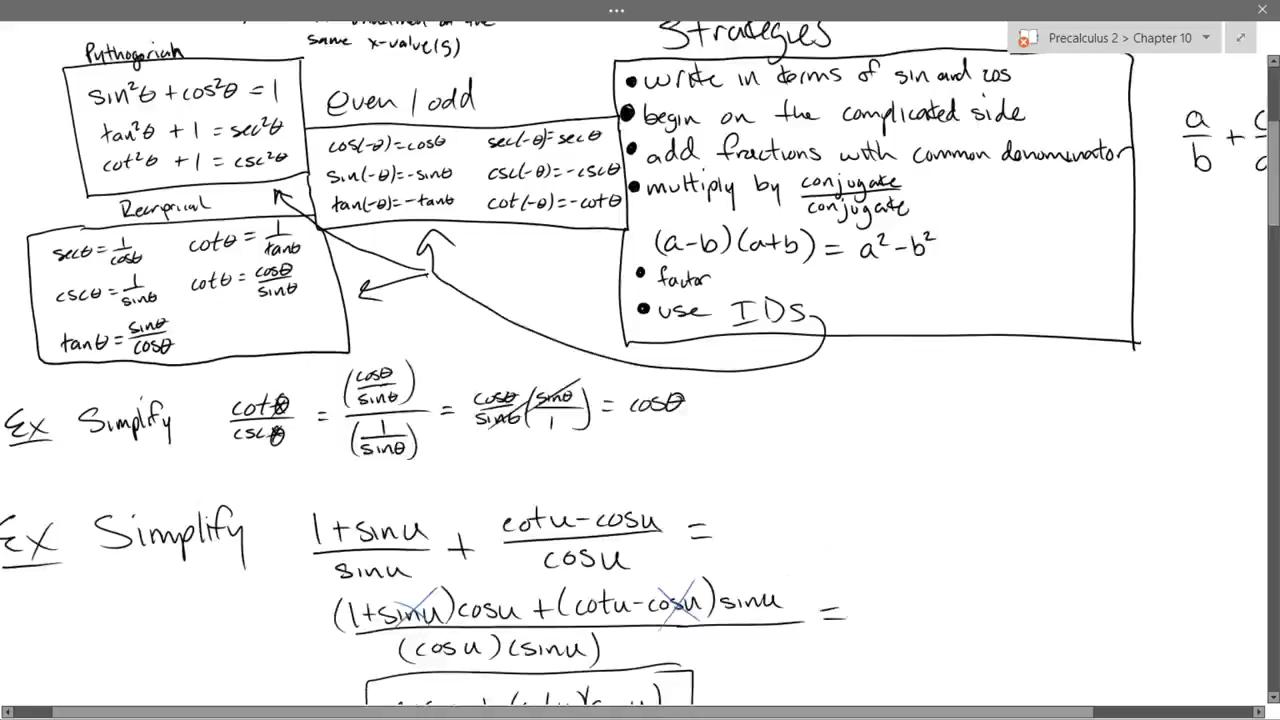 same x-value(s)
Strategies
Precalculus 2 > Chapter 10
Pythagorian
sin²θ + cos²θ = 1
tan²θ + 1 = sec²θ
cot²θ + 1 = csc²θ
even / odd
cos(-θ)=cosθ sec(-θ)=secθ
sin(-θ)=-sinθ csc(-θ)=-cscθ
tan(-θ)=-tanθ cot(-θ)=-cotθ
• write in terms of sin and cos
• begin on the complicated side
• add fractions with common denominator
• multiply by conjugate/conjugate
(a-b)(a+b) = a²-b²
• factor
• use IDS
a/b +
Reciprical
secθ = 1/cosθ cotθ = 1/tanθ
cscθ = 1/sinθ cotθ = cosθ/sinθ
tanθ = sinθ/cosθ
Ex Simplify cotθ/cscθ = (cosθ/sinθ)/(1/sinθ) = cosθ/sinθ (sinθ/1) = cosθ
Ex Simplify (1+sinu)/sinu + (cotu-cosu)/cosu =
((1+sinu)cosu + (cotu-cosu)sinu)/((cosu)(sinu)) =